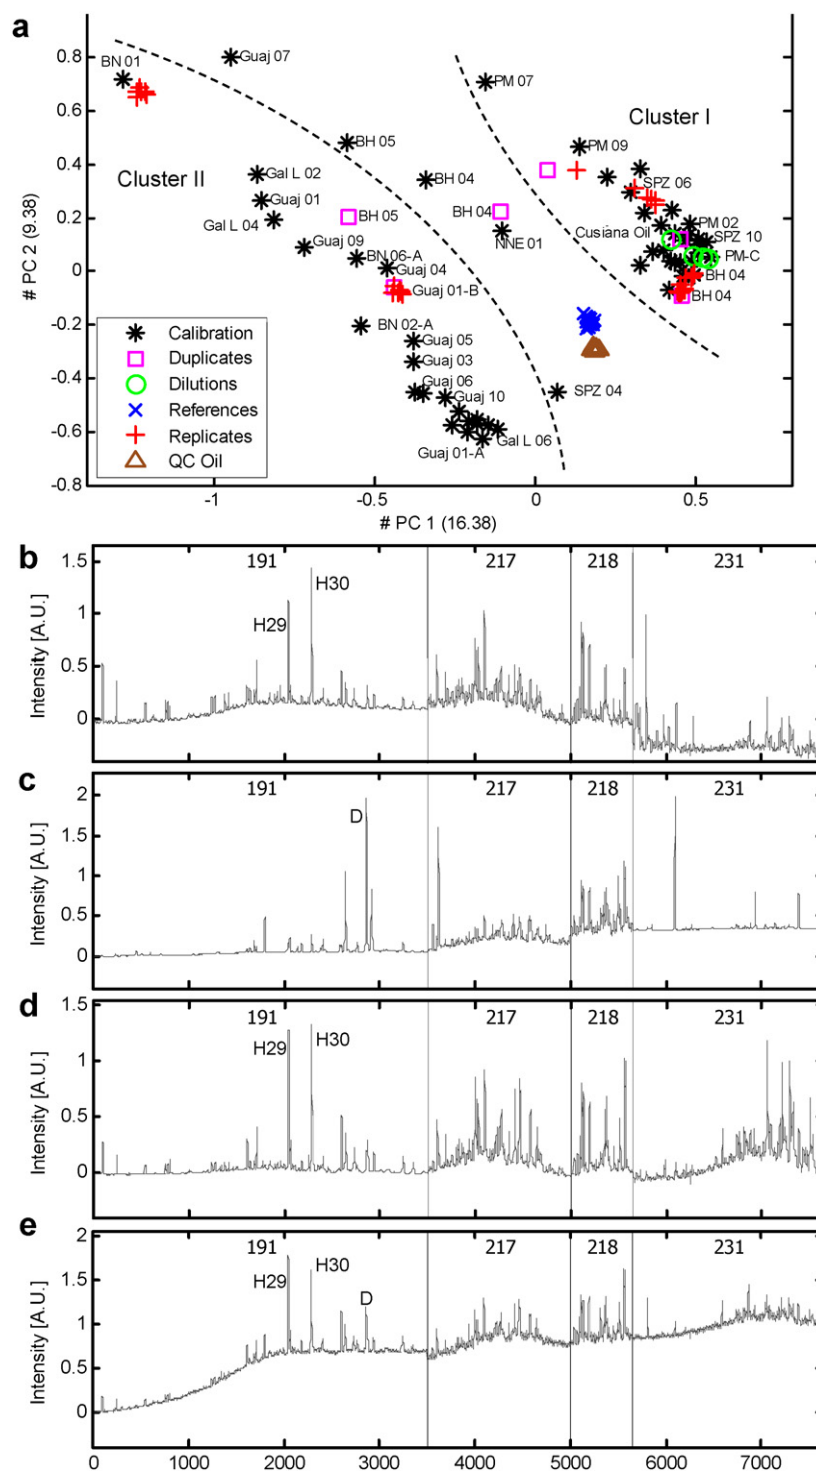 a
0.8
0.6
0.4
0.2
0
-0.2
-0.4
-0.6
-0.8
# PC 2 (9.38)
BN 01
Guaj 07
PM 07
Cluster I
BH 05
PM 09
Gal L 02
Cluster II
BH 04
SPZ 06
Guaj 01
BH 05
BH 04
PM 02
Gal L 04
NNE 01
Cusiana Oil
SPZ 10
Guaj 09
BN 06-A
PM-C
Guaj 04
BH 04
Guaj 01-B
BH 04
BN 02-A
Guaj 05
Guaj 03
Guaj 06
Guaj 10
SPZ 04
Gal L 06
Guaj 01-A
Calibration
Duplicates
Dilutions
References
Replicates
QC Oil
-1 -0.5 0 0.5
# PC 1 (16.38)
b
1.5
1
0.5
0
Intensity [A.U.]
191 217 218 231
H30
H29
c
2
1.5
1
0.5
0
Intensity [A.U.]
191 217 218 231
D
d
1.5
1
0.5
0
Intensity [A.U.]
191 217 218 231
H29 H30
e
2
1.5
1
0.5
0
Intensity [A.U.]
191 217 218 231
H29 H30
D
0 1000 2000 3000 4000 5000 6000 7000